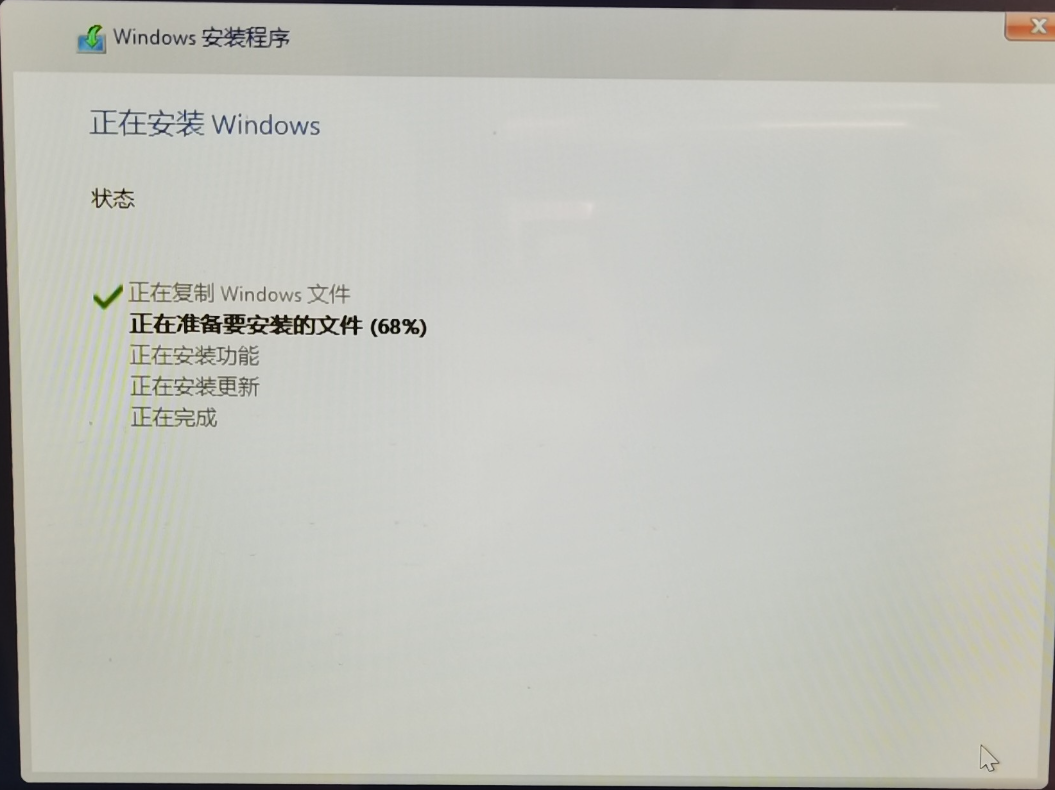 Windows 安装程序
正在安装 Windows
状态
正在复制 Windows 文件
正在准备要安装的文件 (68%)
正在安装功能
正在安装更新
正在完成